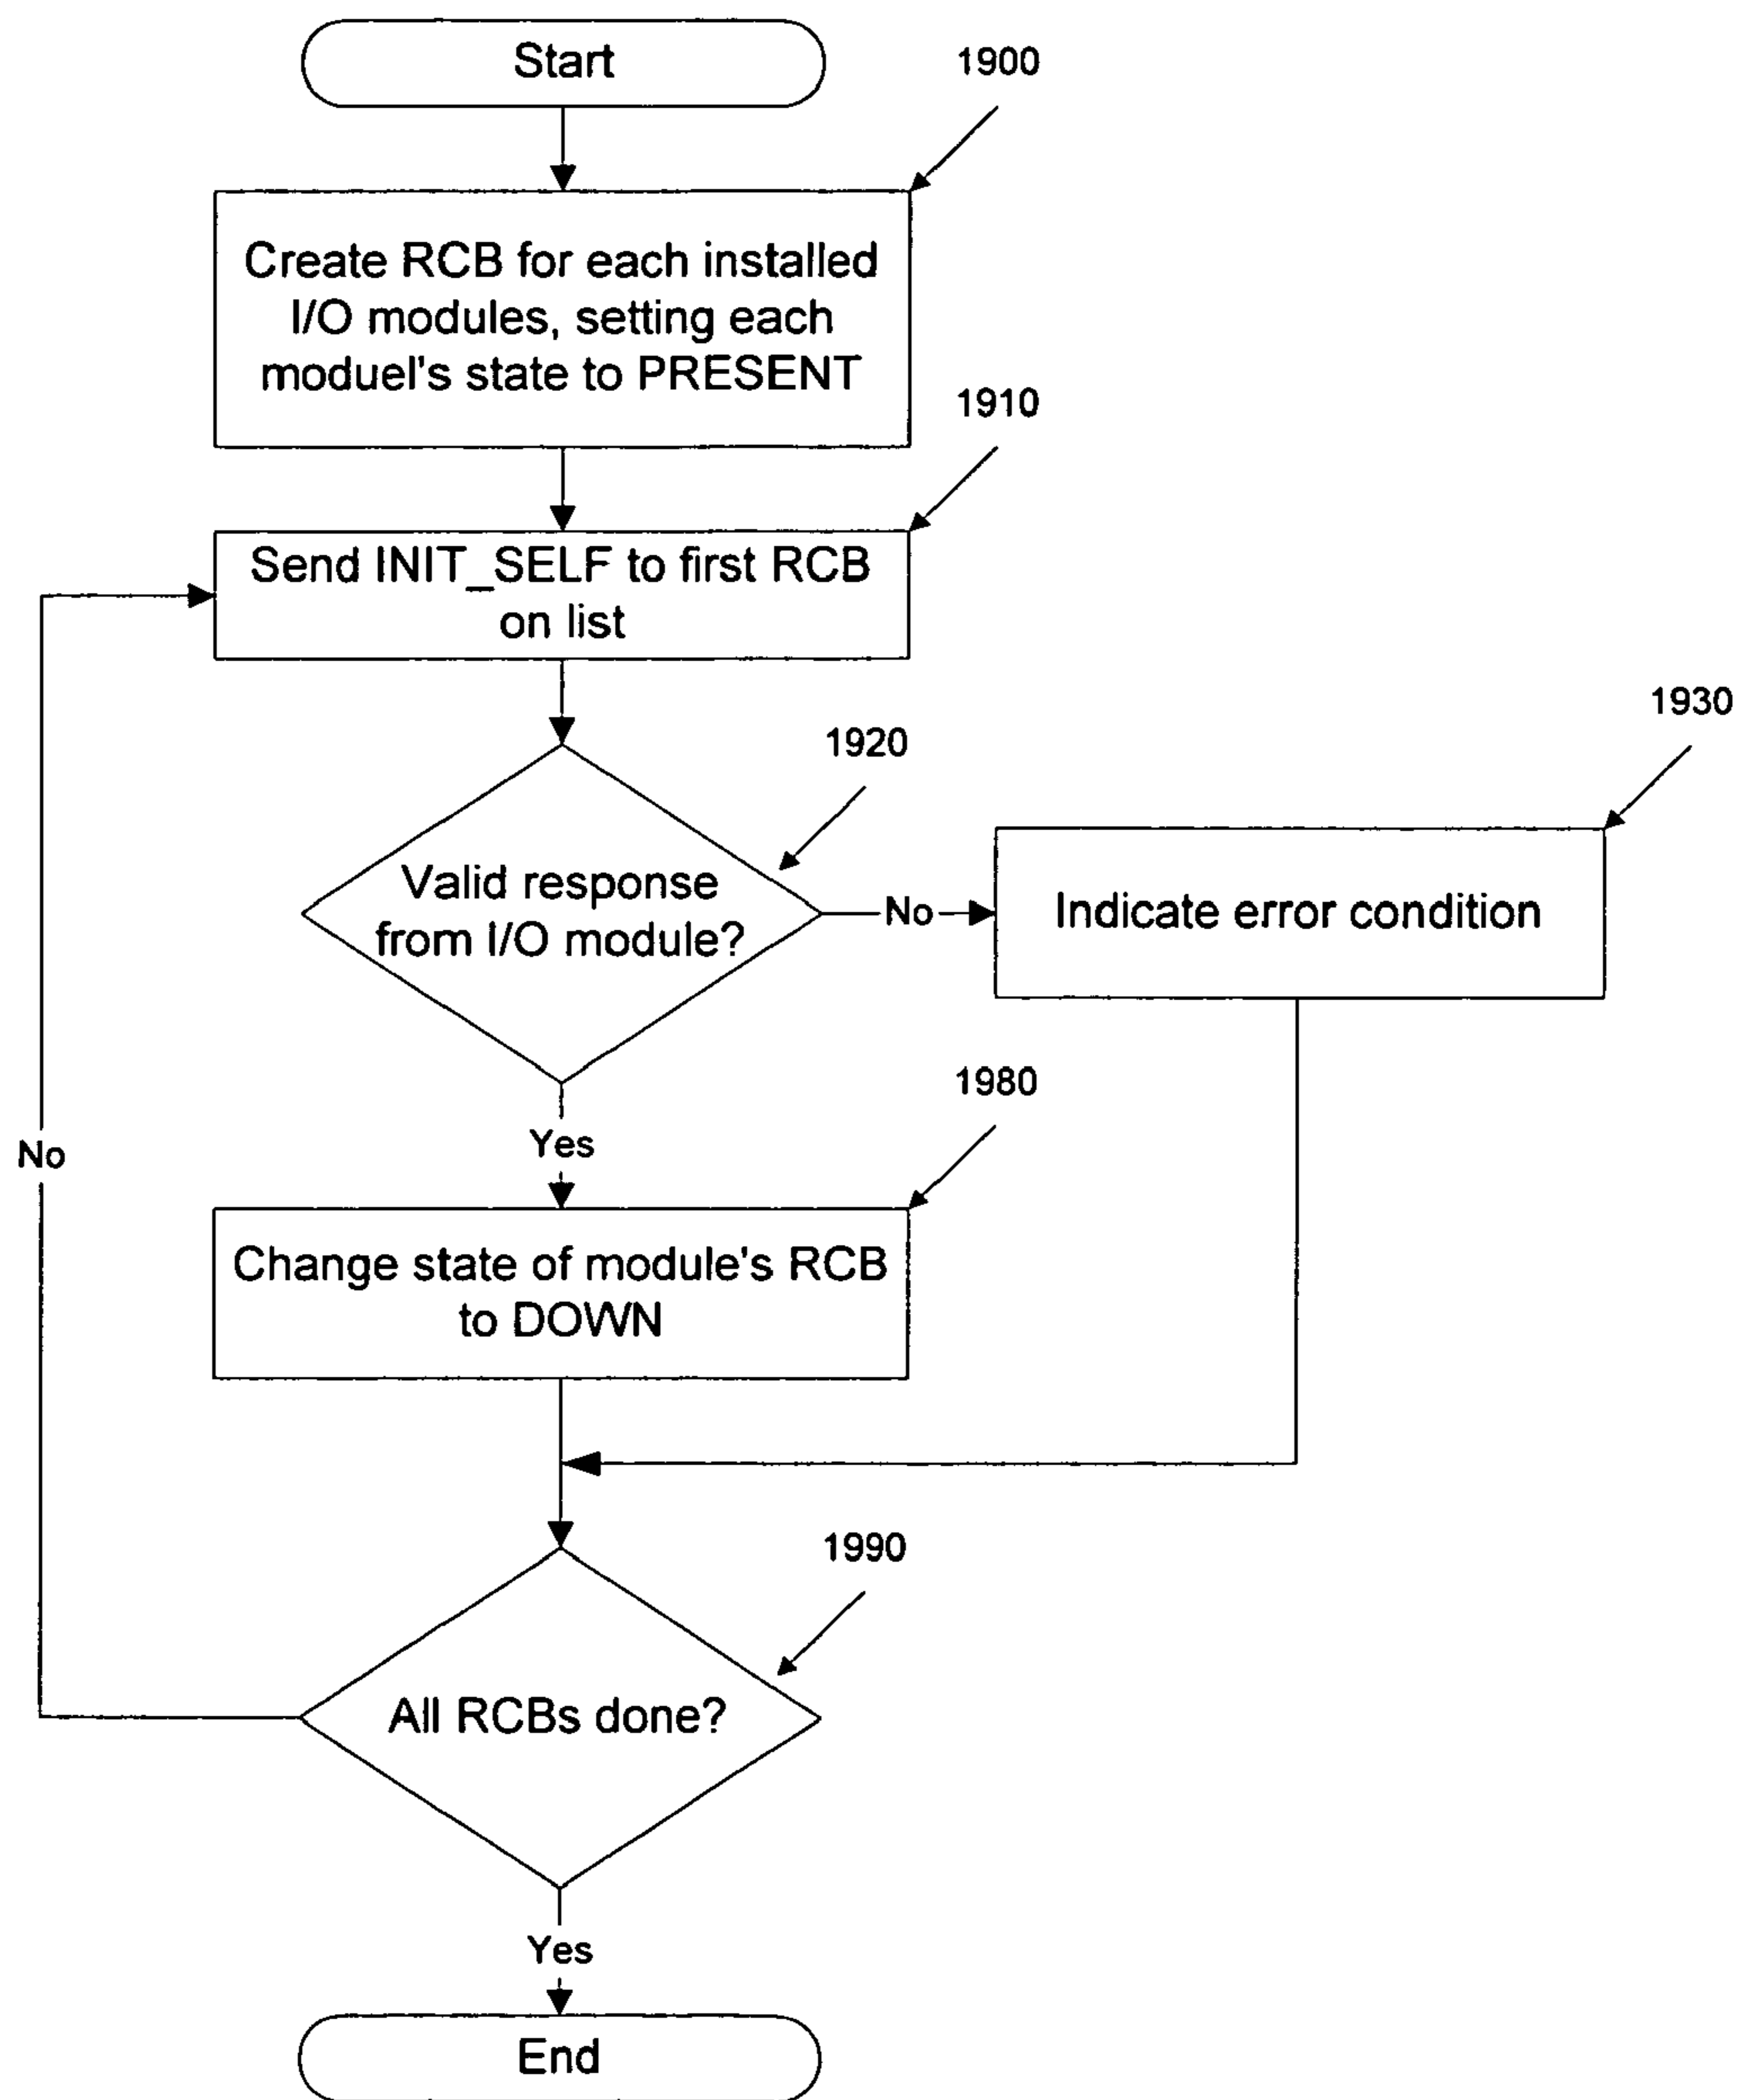 Start
1900
Create RCB for each installed
I/O modules, setting each
moduel's state to PRESENT
1910
Send INIT_SELF to first RCB
on list
1920
1930
Valid response
from I/O module?
No
Indicate error condition
1980
Yes
No
Change state of module's RCB
to DOWN
1990
All RCBs done?
Yes
End